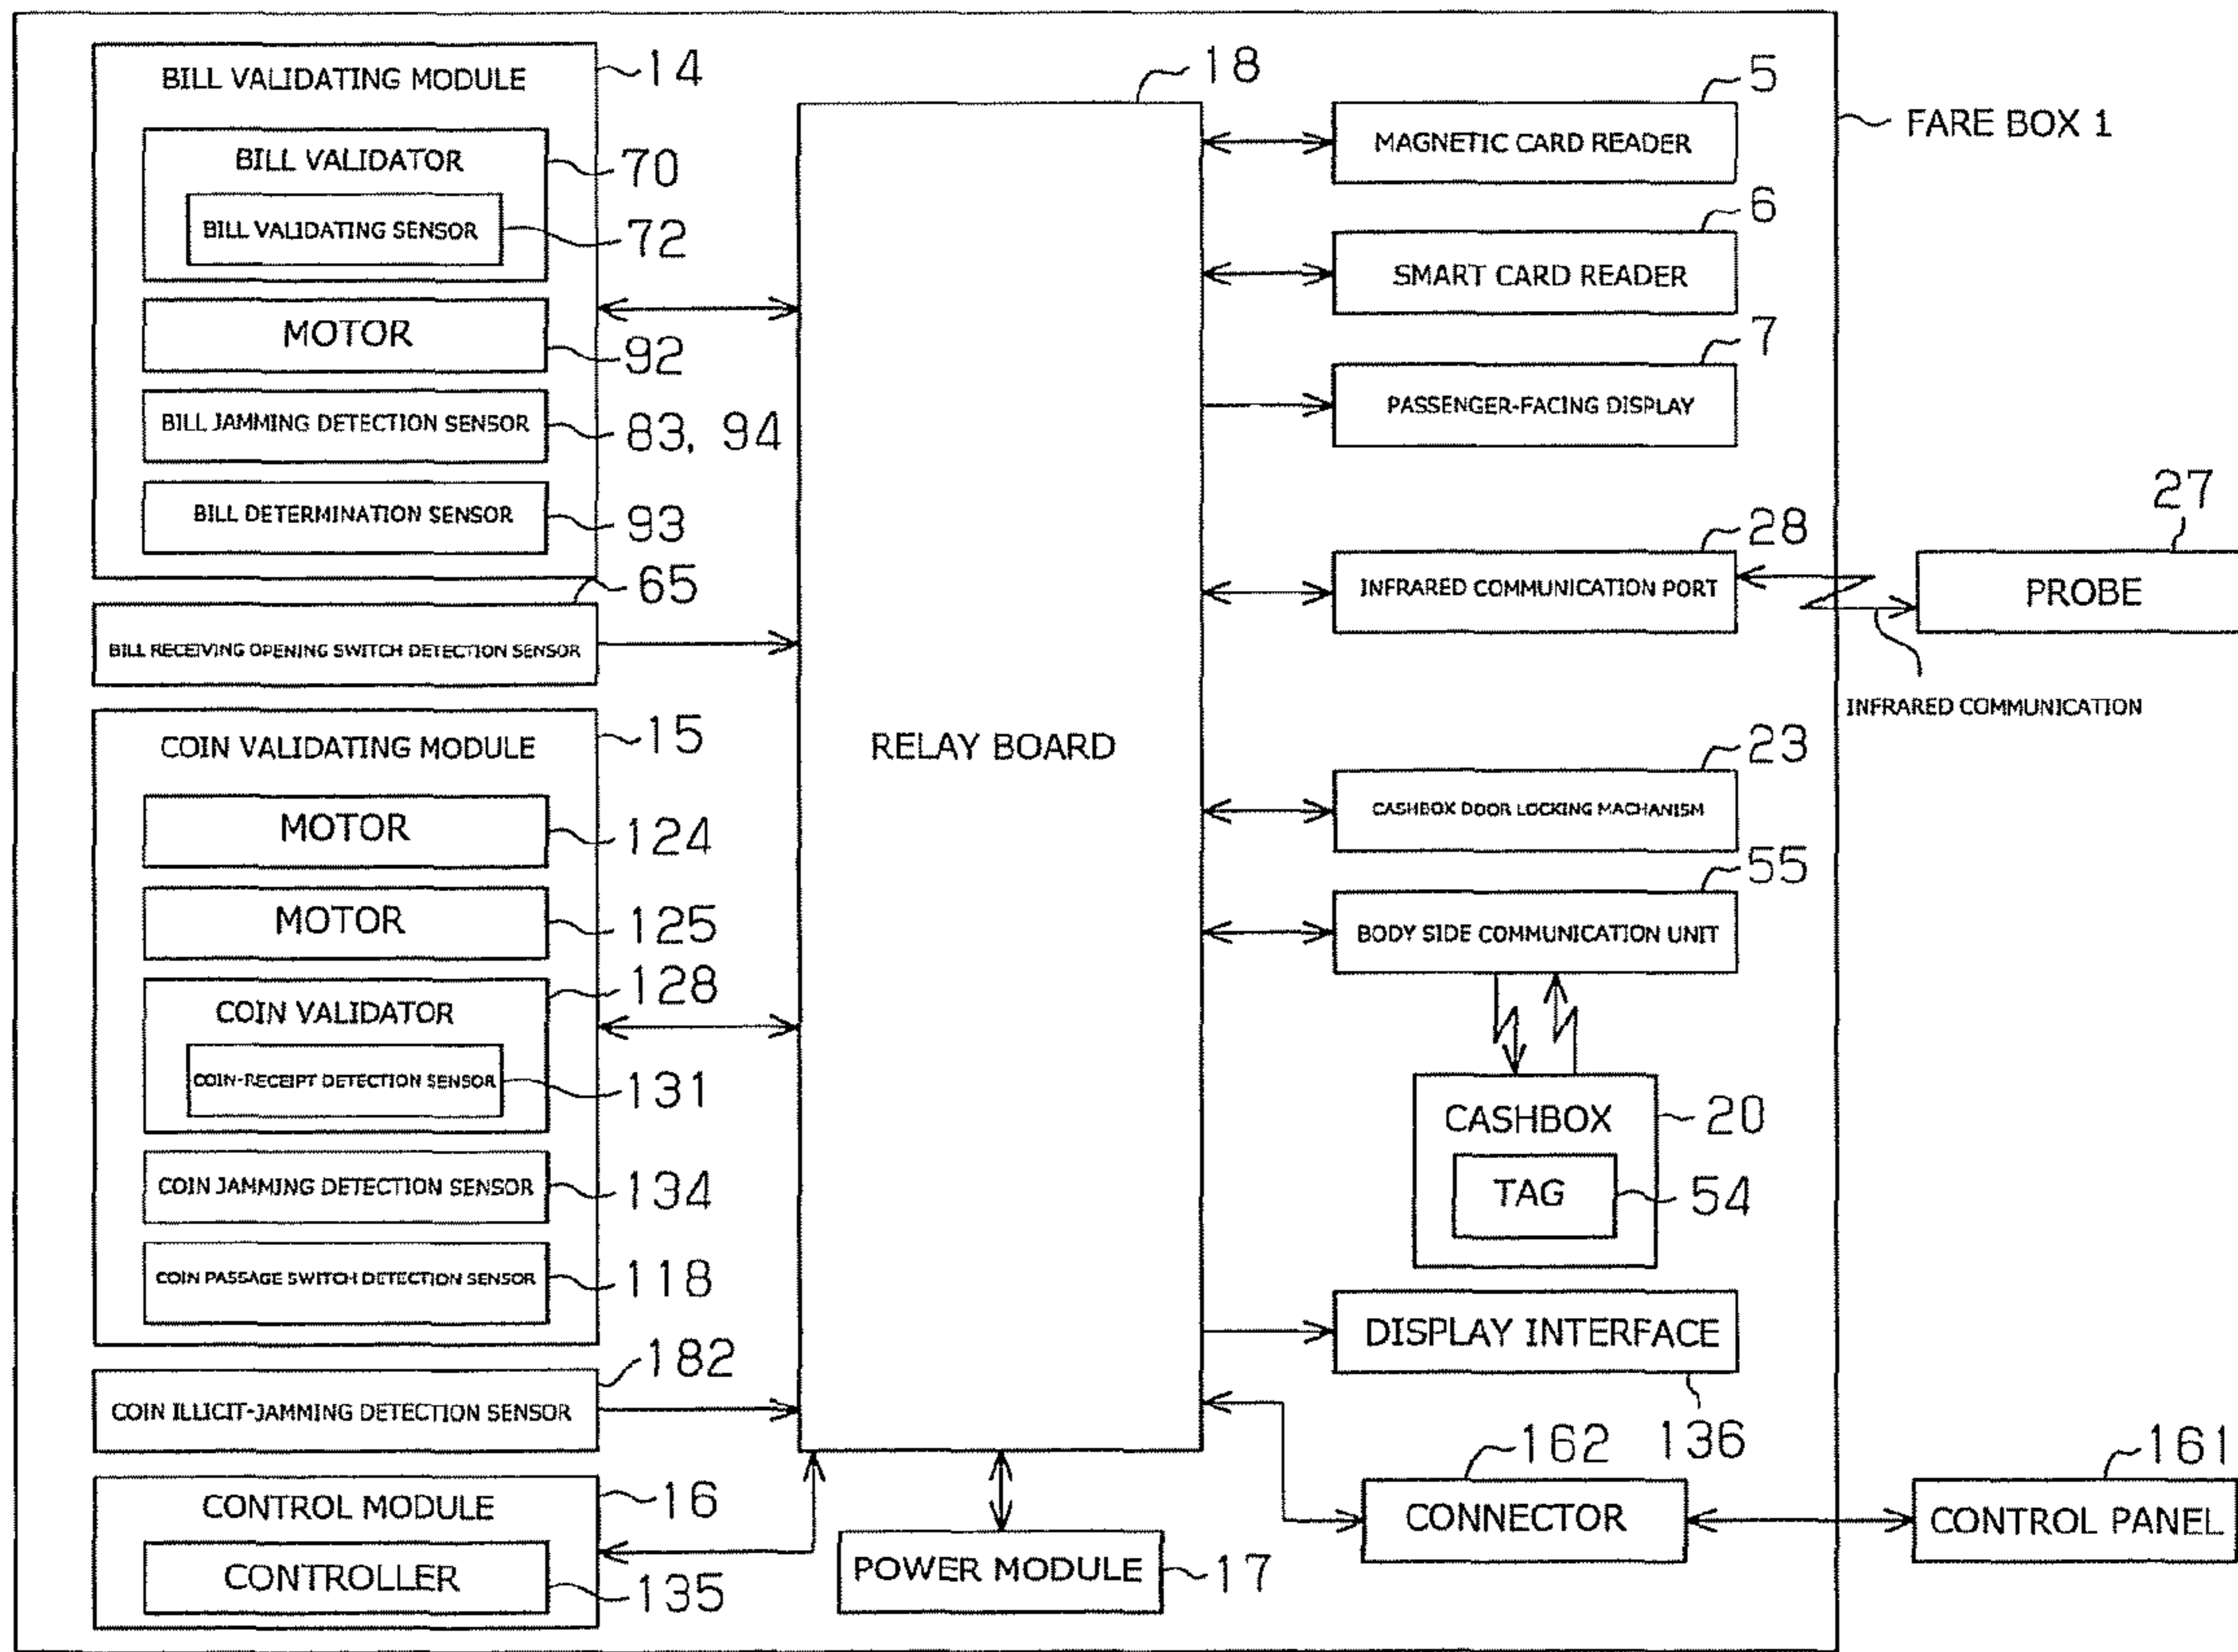 BILL VALIDATING MODULE
14
BILL VALIDATOR
70
BILL VALIDATING SENSOR
72
MOTOR
92
BILL JAMMING DETECTION SENSOR
83, 94
BILL DETERMINATION SENSOR
93
65
BILL RECEIVING OPENING SWITCH DETECTION SENSOR
COIN VALIDATING MODULE
15
MOTOR
124
MOTOR
125
COIN VALIDATOR
128
COIN-RECEIPT DETECTION SENSOR
131
COIN JAMMING DETECTION SENSOR
134
COIN PASSAGE SWITCH DETECTION SENSOR
118
182
COIN ILLICIT-JAMMING DETECTION SENSOR
CONTROL MODULE
16
CONTROLLER
135
18
RELAY BOARD
POWER MODULE
17
5
MAGNETIC CARD READER
6
SMART CARD READER
7
PASSENGER-FACING DISPLAY
28
INFRARED COMMUNICATION PORT
23
CASHBOX DOOR LOCKING MACHANISM
55
BODY SIDE COMMUNICATION UNIT
CASHBOX
20
TAG
54
DISPLAY INTERFACE
136
162
CONNECTOR
FARE BOX 1
27
PROBE
INFRARED COMMUNICATION
161
CONTROL PANEL